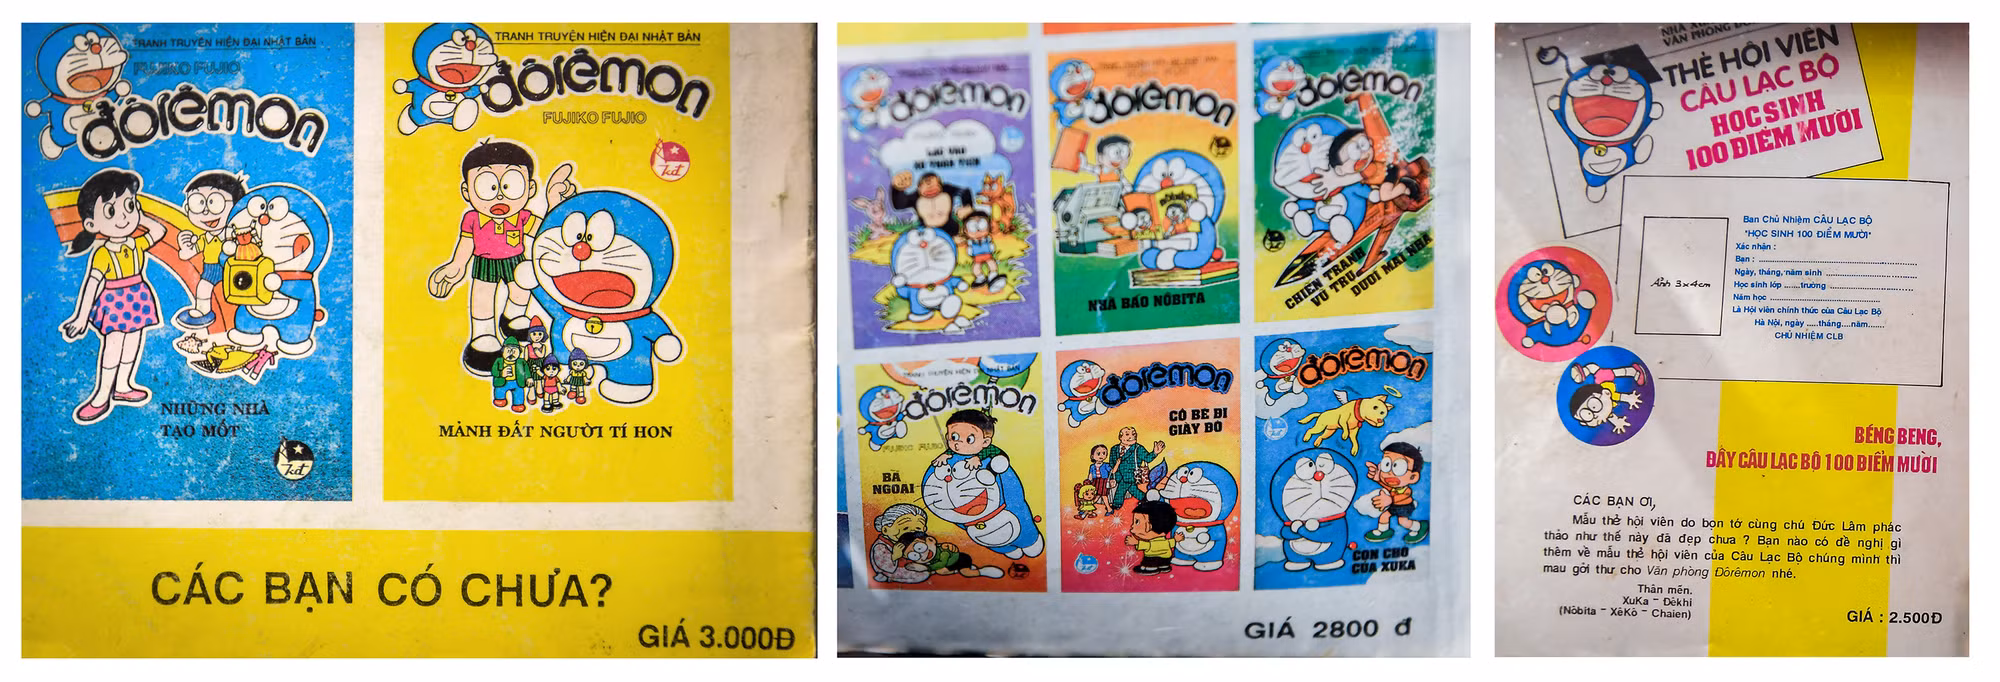 TRANH TRUYỆN HIỆN ĐẠI NHẬT BẢN
FUJIKO FUJIO
đôrêmon
NHỮNG NHÀ
TẠO MỐT
kđ
TRANH TRUYỆN HIỆN ĐẠI NHẬT BẢN
đôrêmon
FUJIKO FUJIO
kđ
MẢNH ĐẤT NGƯỜI TÍ HON
CÁC BẠN CÓ CHƯA?
GIÁ 3.000Đ
đôrêmon
đôrêmon
NHÀ BÁO NÔBITA
đôrêmon
CHIẾN TRANH
VŨ TRỤ
DƯỚI MÁI NHÀ
TRANH TRUYỆN HIỆN ĐẠI NHẬT BẢN
đôrêmon
FUJIKO FUJIO
BÀ
NGOẠI
đôrêmon
CÔ BÉ ĐI
GIÀY ĐỎ
đôrêmon
CON CHÓ
CỦA XUKA
GIÁ 2800 đ
VĂN PHÒNG
THẺ HỘI VIÊN
CÂU LẠC BỘ
HỌC SINH
100 ĐIỂM MƯỜI
Ban Chủ Nhiệm CÂU LẠC BỘ
"HỌC SINH 100 ĐIỂM MƯỜI"
Xác nhận :
Bạn :
Ngày, tháng, năm sinh
Học sinh lớp ......trường
Năm học
Là Hội viên chính thức của Câu Lạc Bộ
Hà Nội, ngày .....tháng....năm......
CHỦ NHIỆM CLB
Ảnh 3x4cm
BÉNG BENG,
ĐÂY CÂU LẠC BỘ 100 ĐIỂM MƯỜI
CÁC BẠN ƠI,
Mẫu thẻ hội viên do bọn tớ cùng chú Đức Lâm phác
thảo như thế này đã đẹp chưa ? Bạn nào có đề nghị gì
thêm về mẫu thẻ hội viên của Câu Lạc Bộ chúng mình thì
mau gởi thư cho Văn phòng Đôrêmon nhé.
Thân mến.
XuKa - Đêkhi
(Nôbita - XêKô - Chaien)
GIÁ : 2.500Đ